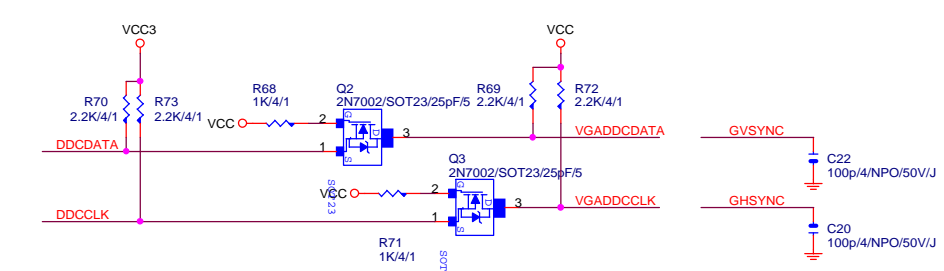 VCC3
VCC
R70
2.2K/4/1
R73
2.2K/4/1
R68
1K/4/1
Q2
2N7002/SOT23/25pF/5
R69
2.2K/4/1
R72
2.2K/4/1
VCC
2
G
D
S
3
1
DDCDATA
VGADDCDATA
GVSYNC
C22
100p/4/NPO/50V/J
Q3
2N7002/SOT23/25pF/5
SOT23
VCC
2
G
D
S
3
1
DDCCLK
VGADDCCLK
GHSYNC
R71
1K/4/1
SOT
C20
100p/4/NPO/50V/J